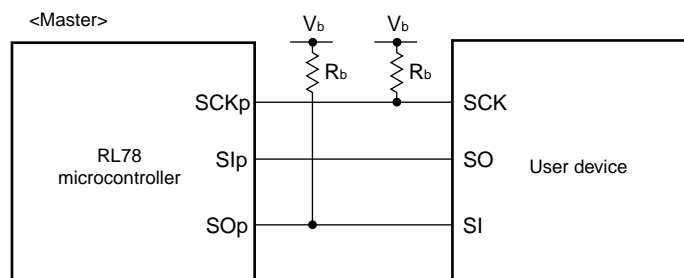 <Master>
Vb
Vb
Rb
Rb
SCKp
SCK
RL78
microcontroller
SIp
SO
User device
SOp
SI